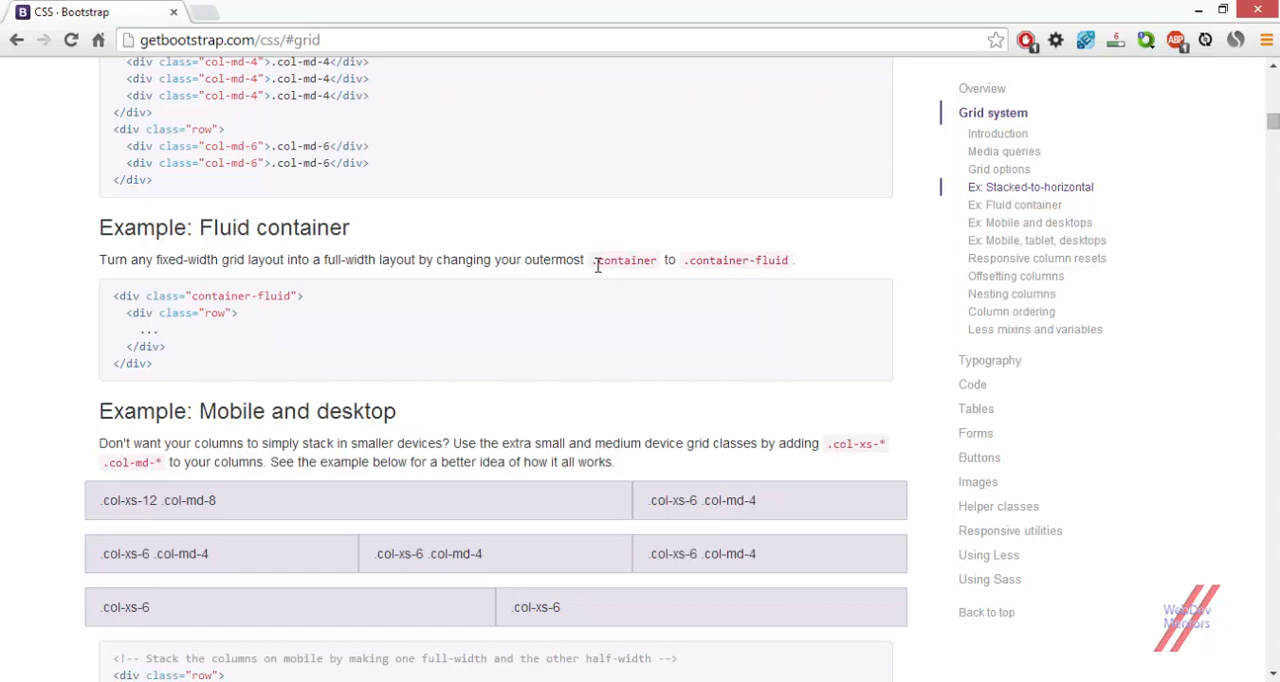 CSS · Bootstrap
getbootstrap.com/css/#grid
<div class="col-md-4">.col-md-4</div>
<div class="col-md-4">.col-md-4</div>
<div class="col-md-4">.col-md-4</div>
</div>
<div class="row">
<div class="col-md-6">.col-md-6</div>
<div class="col-md-6">.col-md-6</div>
</div>
Example: Fluid container
Turn any fixed-width grid layout into a full-width layout by changing your outermost .container to .container-fluid.
<div class="container-fluid">
<div class="row">
...
</div>
</div>
Example: Mobile and desktop
Don't want your columns to simply stack in smaller devices? Use the extra small and medium device grid classes by adding .col-xs-*
.col-md-* to your columns. See the example below for a better idea of how it all works.
.col-xs-12 .col-md-8
.col-xs-6 .col-md-4
.col-xs-6 .col-md-4
.col-xs-6 .col-md-4
.col-xs-6 .col-md-4
.col-xs-6
.col-xs-6
<!-- Stack the columns on mobile by making one full-width and the other half-width -->
<div class="row">
Overview
Grid system
Introduction
Media queries
Grid options
Ex: Stacked-to-horizontal
Ex: Fluid container
Ex: Mobile and desktops
Ex: Mobile, tablet, desktops
Responsive column resets
Offsetting columns
Nesting columns
Column ordering
Less mixins and variables
Typography
Code
Tables
Forms
Buttons
Images
Helper classes
Responsive utilities
Using Less
Using Sass
Back to top
WebDev
Mentors